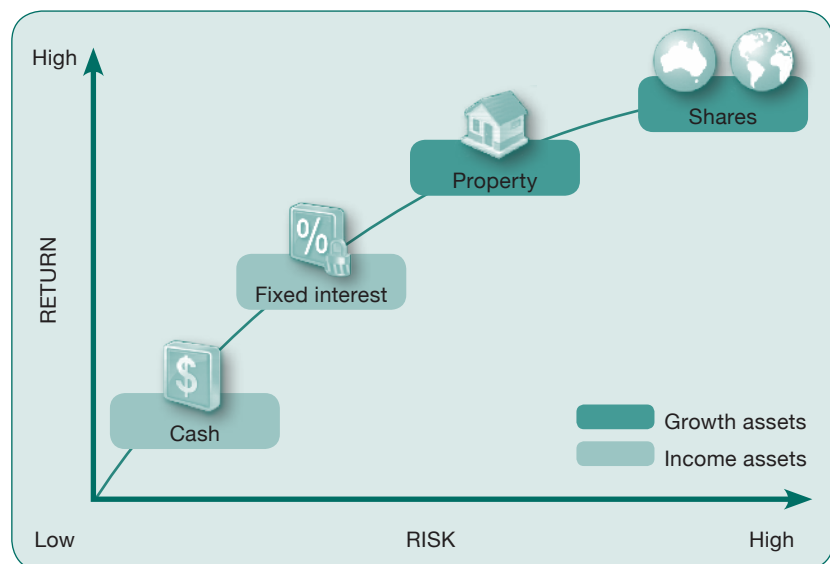 High
Shares
Property
%
Fixed interest
RETURN
$
Cash
Growth assets
Income assets
Low
RISK
High